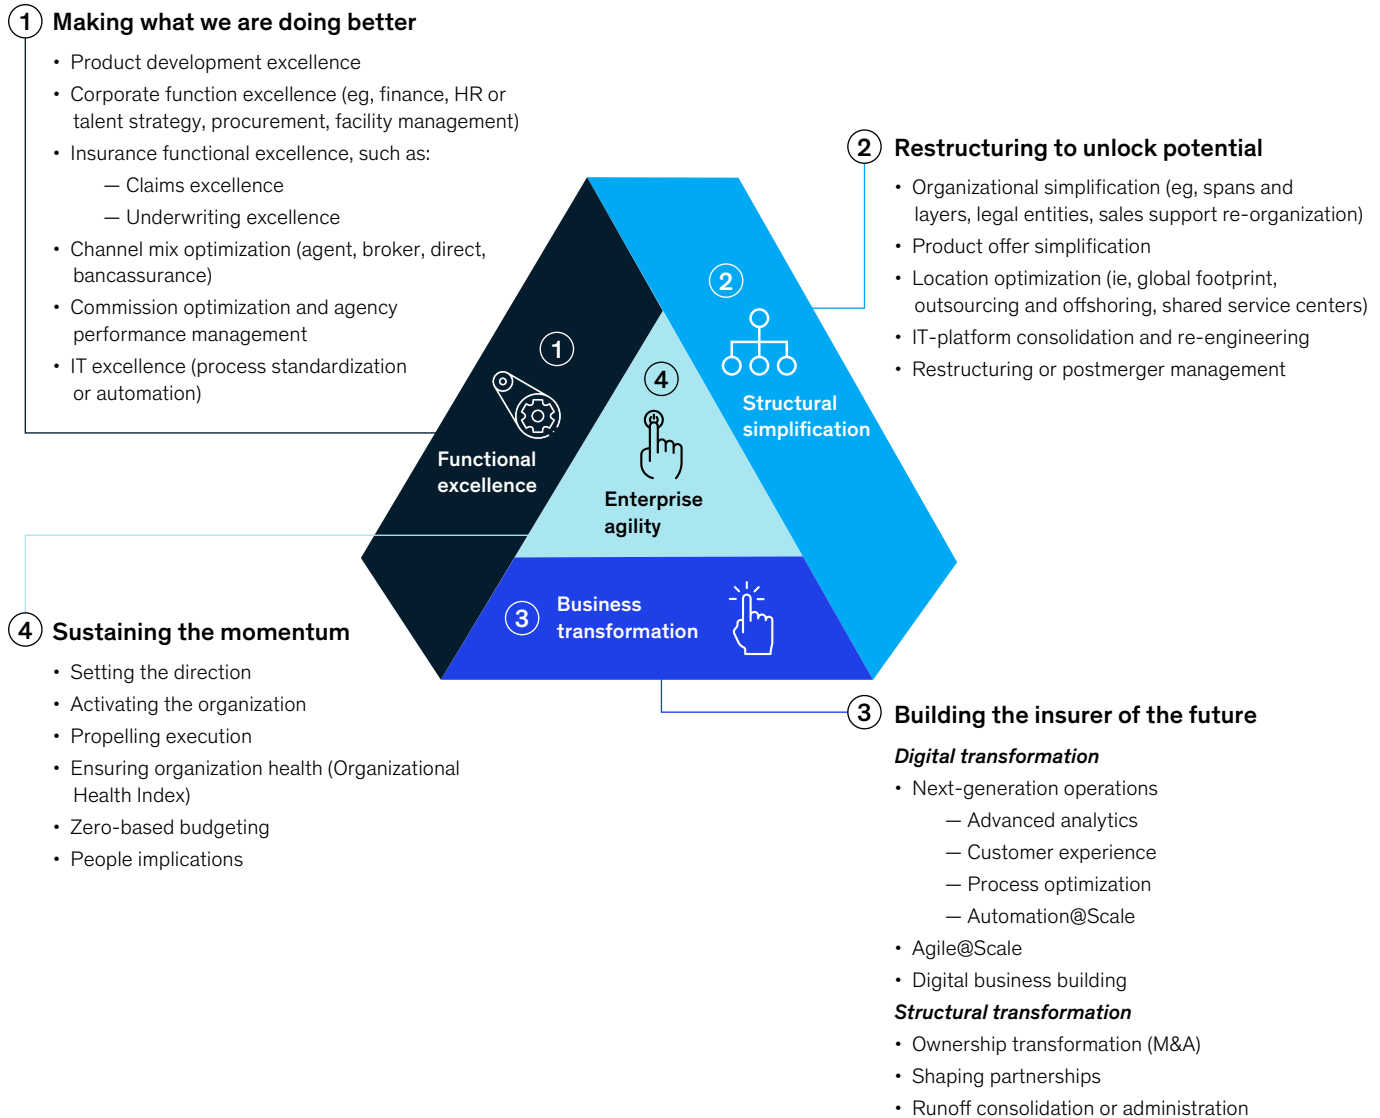 1 Making what we are doing better
• Product development excellence
• Corporate function excellence (eg, finance, HR or
talent strategy, procurement, facility management)
• Insurance functional excellence, such as:
— Claims excellence
— Underwriting excellence
• Channel mix optimization (agent, broker, direct,
bancassurance)
• Commission optimization and agency
performance management
• IT excellence (process standardization
or automation)
2 Restructuring to unlock potential
• Organizational simplification (eg, spans and
layers, legal entities, sales support re-organization)
• Product offer simplification
• Location optimization (ie, global footprint,
outsourcing and offshoring, shared service centers)
• IT-platform consolidation and re-engineering
• Restructuring or postmerger management
1
Functional
excellence
2
Structural
simplification
4
Enterprise
agility
3
Business
transformation
4 Sustaining the momentum
• Setting the direction
• Activating the organization
• Propelling execution
• Ensuring organization health (Organizational
Health Index)
• Zero-based budgeting
• People implications
3 Building the insurer of the future
Digital transformation
• Next-generation operations
— Advanced analytics
— Customer experience
— Process optimization
— Automation@Scale
• Agile@Scale
• Digital business building
Structural transformation
• Ownership transformation (M&A)
• Shaping partnerships
• Runoff consolidation or administration